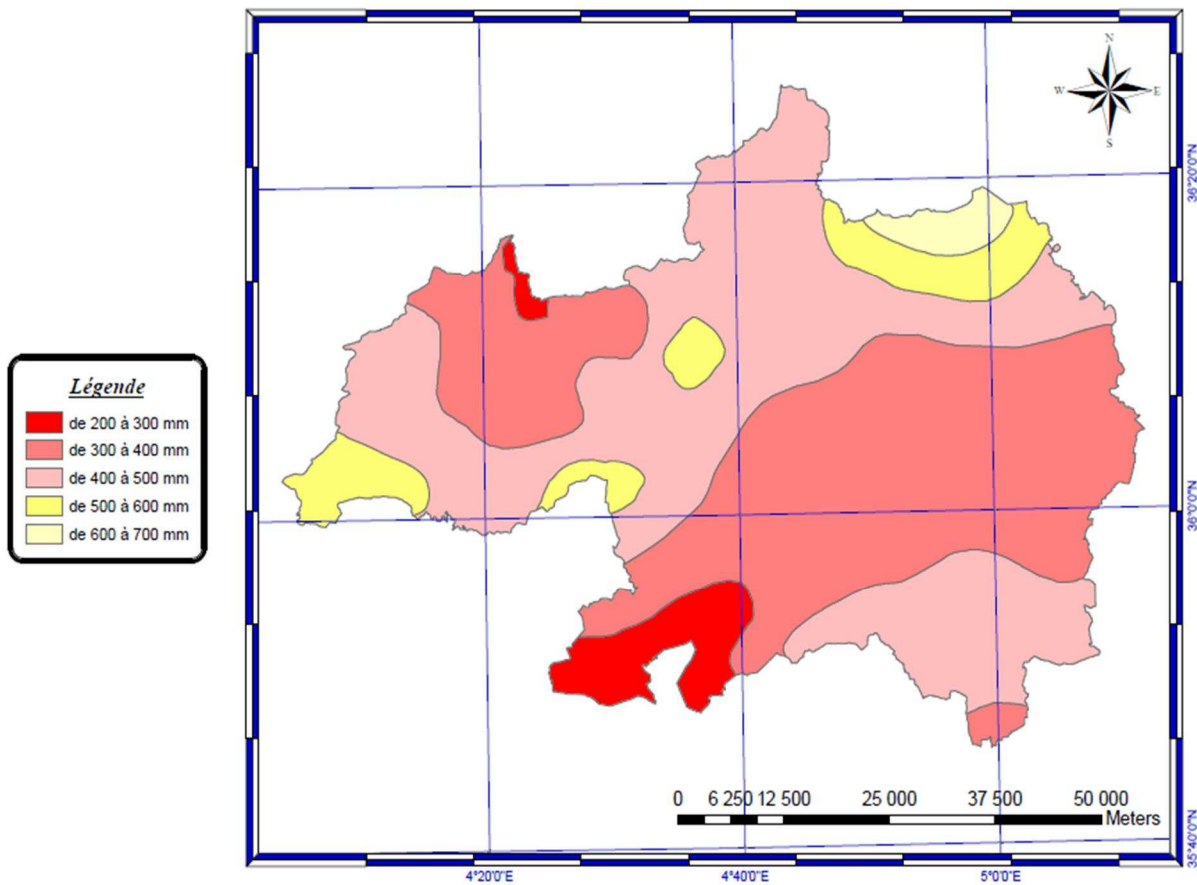 N
W E
S
36°20'0"N
Légende
de 200 à 300 mm
de 300 à 400 mm
de 400 à 500 mm
de 500 à 600 mm
de 600 à 700 mm
36°0'0"N
0 6 250 12 500 25 000 37 500 50 000
Meters
35°40'0"N
4°20'0"E 4°40'0"E 5°0'0"E